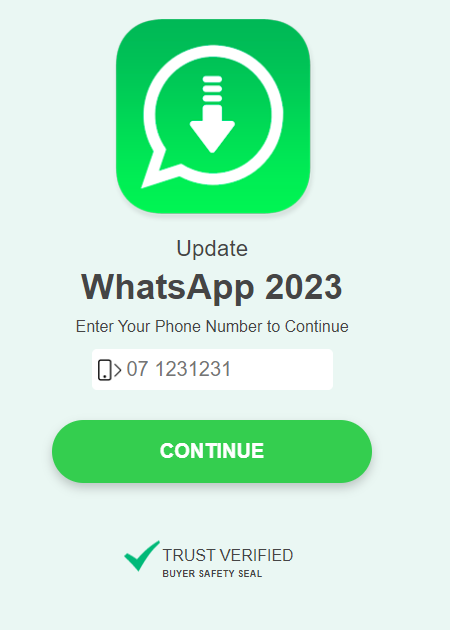 Update
WhatsApp 2023
Enter Your Phone Number to Continue
07 1231231
CONTINUE
TRUST VERIFIED
BUYER SAFETY SEAL